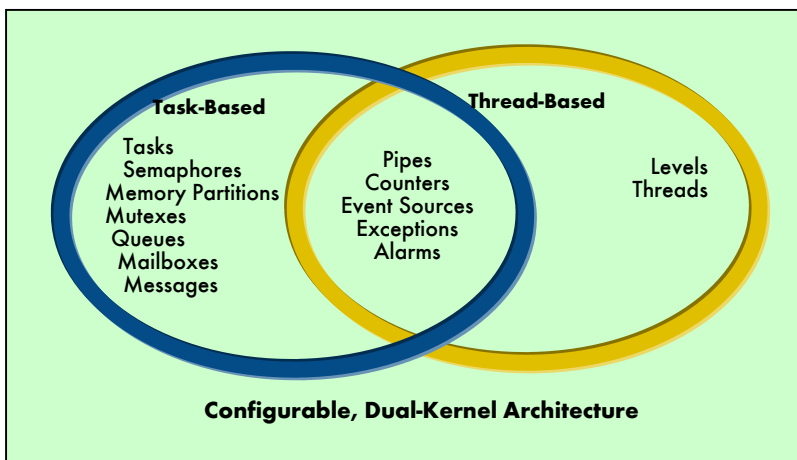 Task-Based
Thread-Based
Tasks
Semaphores
Memory Partitions
Mutexes
Queues
Mailboxes
Messages
Pipes
Counters
Event Sources
Exceptions
Alarms
Levels
Threads
Configurable, Dual-Kernel Architecture